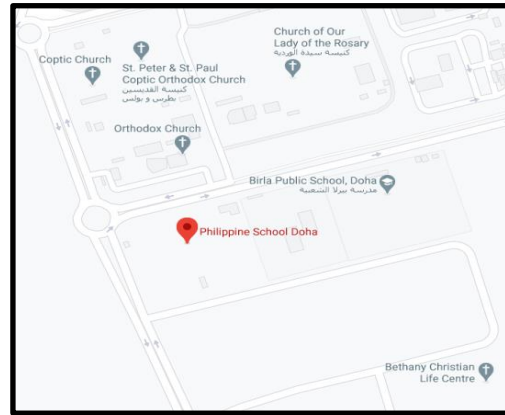 Church of Our
Lady of the Rosary
كنيسة سيدة الوردية
Coptic Church
St. Peter & St. Paul
Coptic Orthodox Church
كنيسة القديسين
بطرس و بولس
Orthodox Church
Birla Public School, Doha
مدرسة بيرلا الشعبية
Philippine School Doha
Bethany Christian
Life Centre